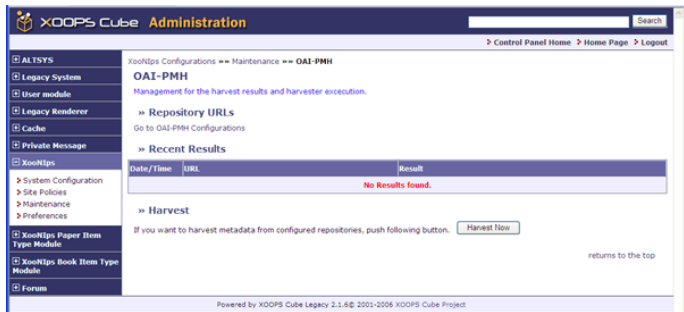 XOOPS Cube Administration
Search
Control Panel Home Home Page Logout
ALTSYS
Legacy System
User module
Legacy Renderer
Cache
Private Message
XooNIps
System Configuration
Site Policies
Maintenance
Preferences
XooNIps Paper Item
Type Module
XooNIps Book Item Type
Module
Forum
XooNIps Configurations »» Maintenance »» OAI-PMH
OAI-PMH
Management for the harvest results and harvester excecution.
» Repository URLs
Go to OAI-PMH Configurations
» Recent Results
Date/Time URL Result
No Results found.
» Harvest
If you want to harvest metadata from configured repositories, push following button. Harvest Now
returns to the top
Powered by XOOPS Cube Legacy 2.1.6@ 2001-2006 XOOPS Cube Project